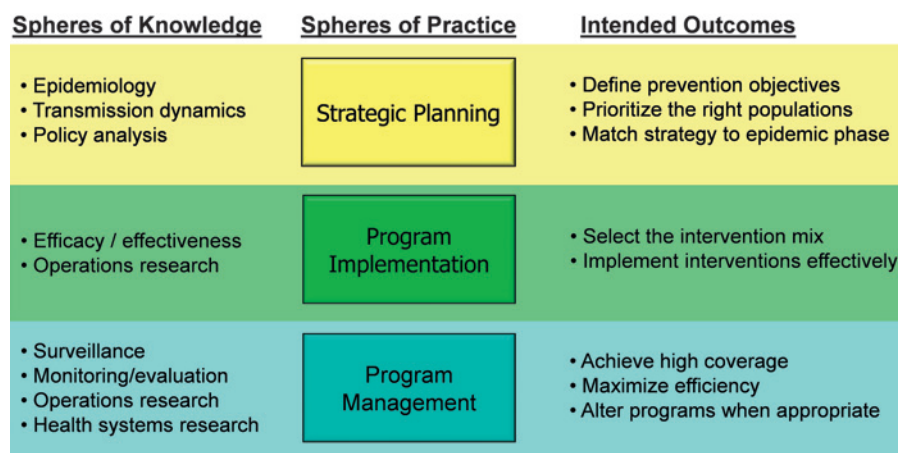 Spheres of Knowledge
Spheres of Practice
Intended Outcomes
• Epidemiology
• Transmission dynamics
• Policy analysis
Strategic Planning
• Define prevention objectives
• Prioritize the right populations
• Match strategy to epidemic phase
• Efficacy / effectiveness
• Operations research
Program
Implementation
• Select the intervention mix
• Implement interventions effectively
• Surveillance
• Monitoring/evaluation
• Operations research
• Health systems research
Program
Management
• Achieve high coverage
• Maximize efficiency
• Alter programs when appropriate